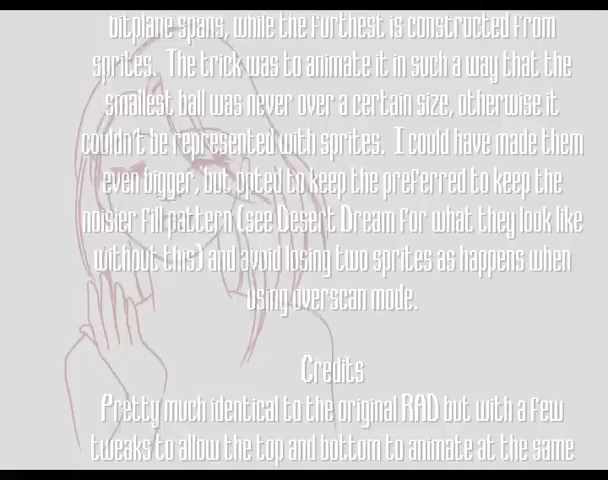 bitplane spans, while the furthest is constructed from
sprites. The trick was to animate it in such a way that the
smallest ball was never over a certain size, otherwise it
couldn't be represented with sprites. I could have made them
even bigger, but opted to keep the preferred to keep the
noisier fill pattern (see Desert Dream for what they look like
without this) and avoid losing two sprites as happens when
using overscan mode.
Credits
Pretty much identical to the original RAD but with a few
tweaks to allow the top and bottom to animate at the same